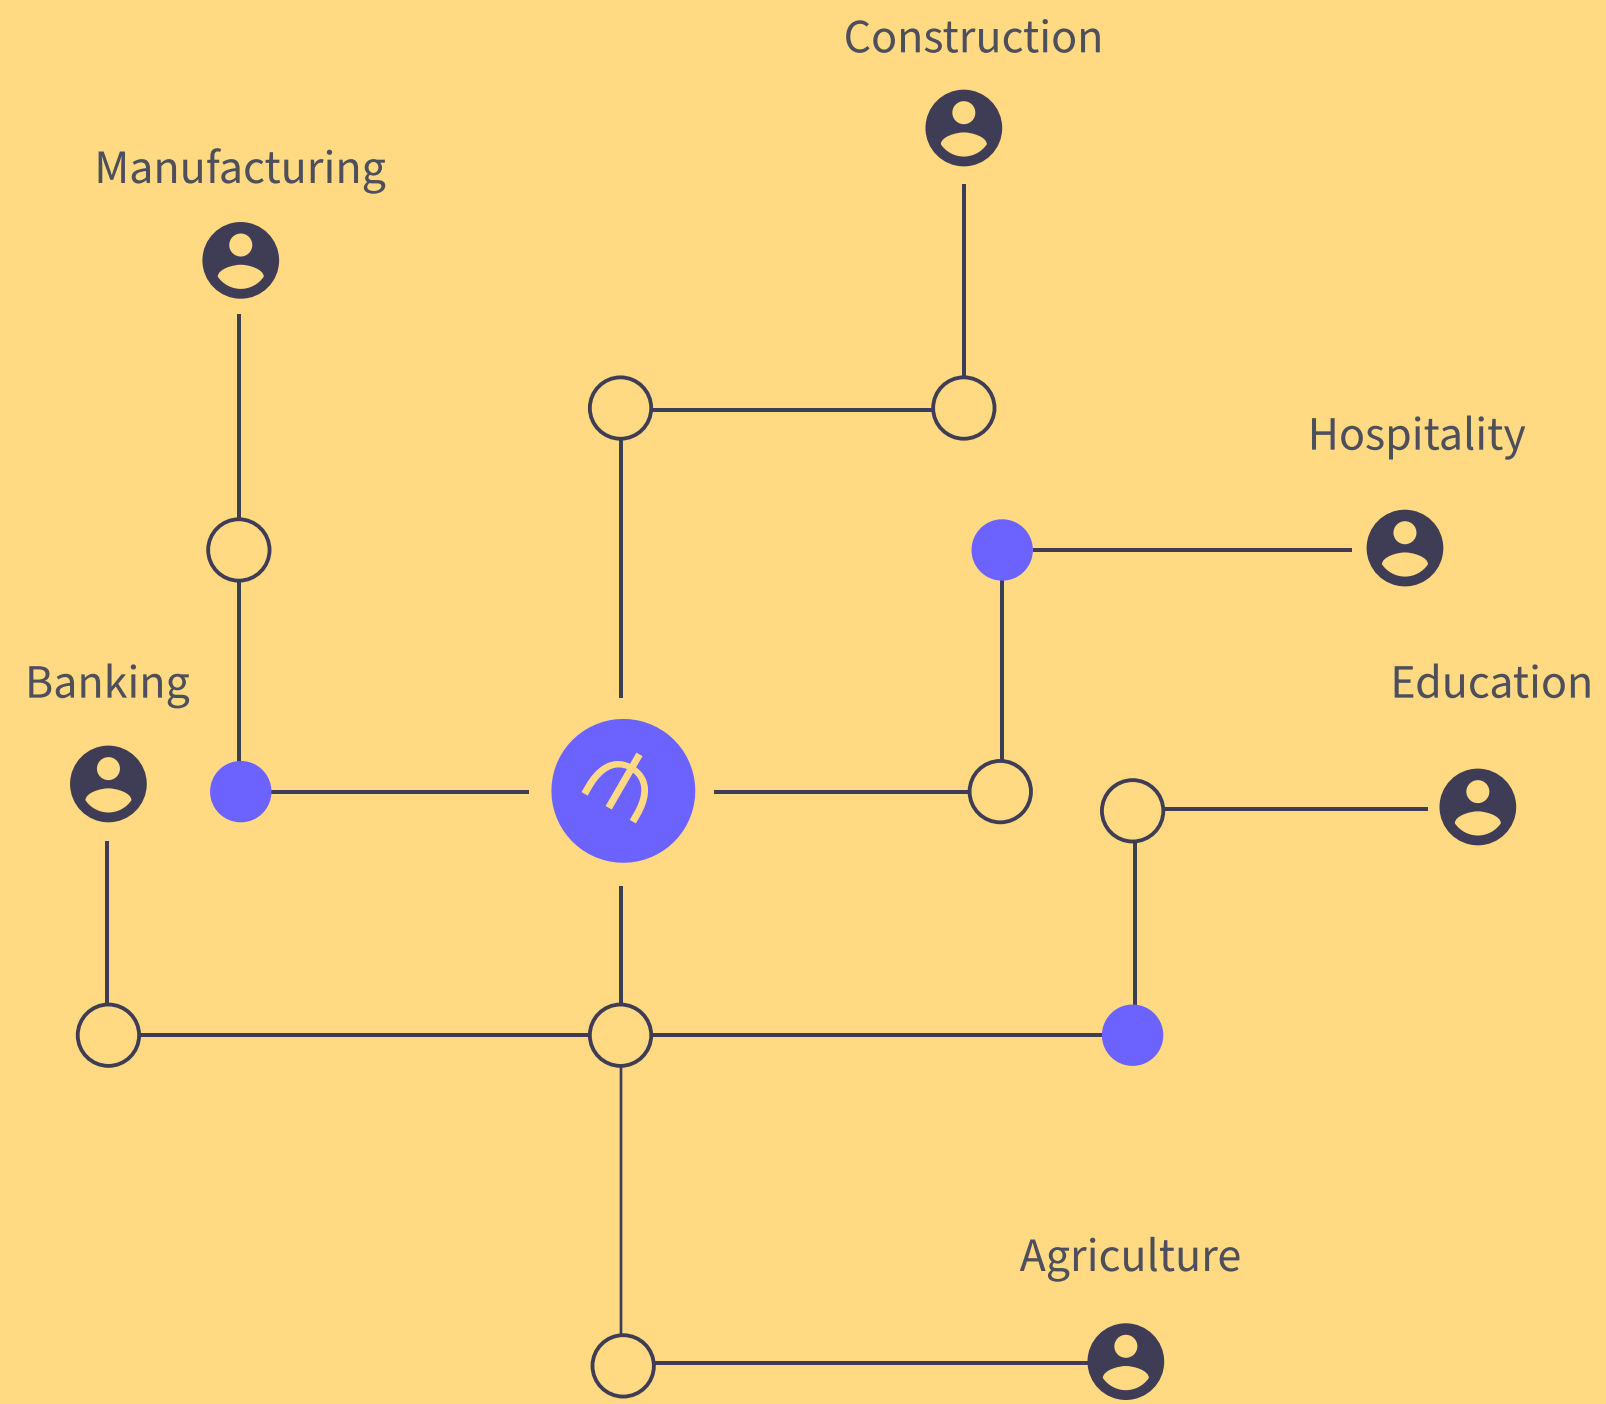 Construction
Manufacturing
Hospitality
Banking
Education
₼
Agriculture